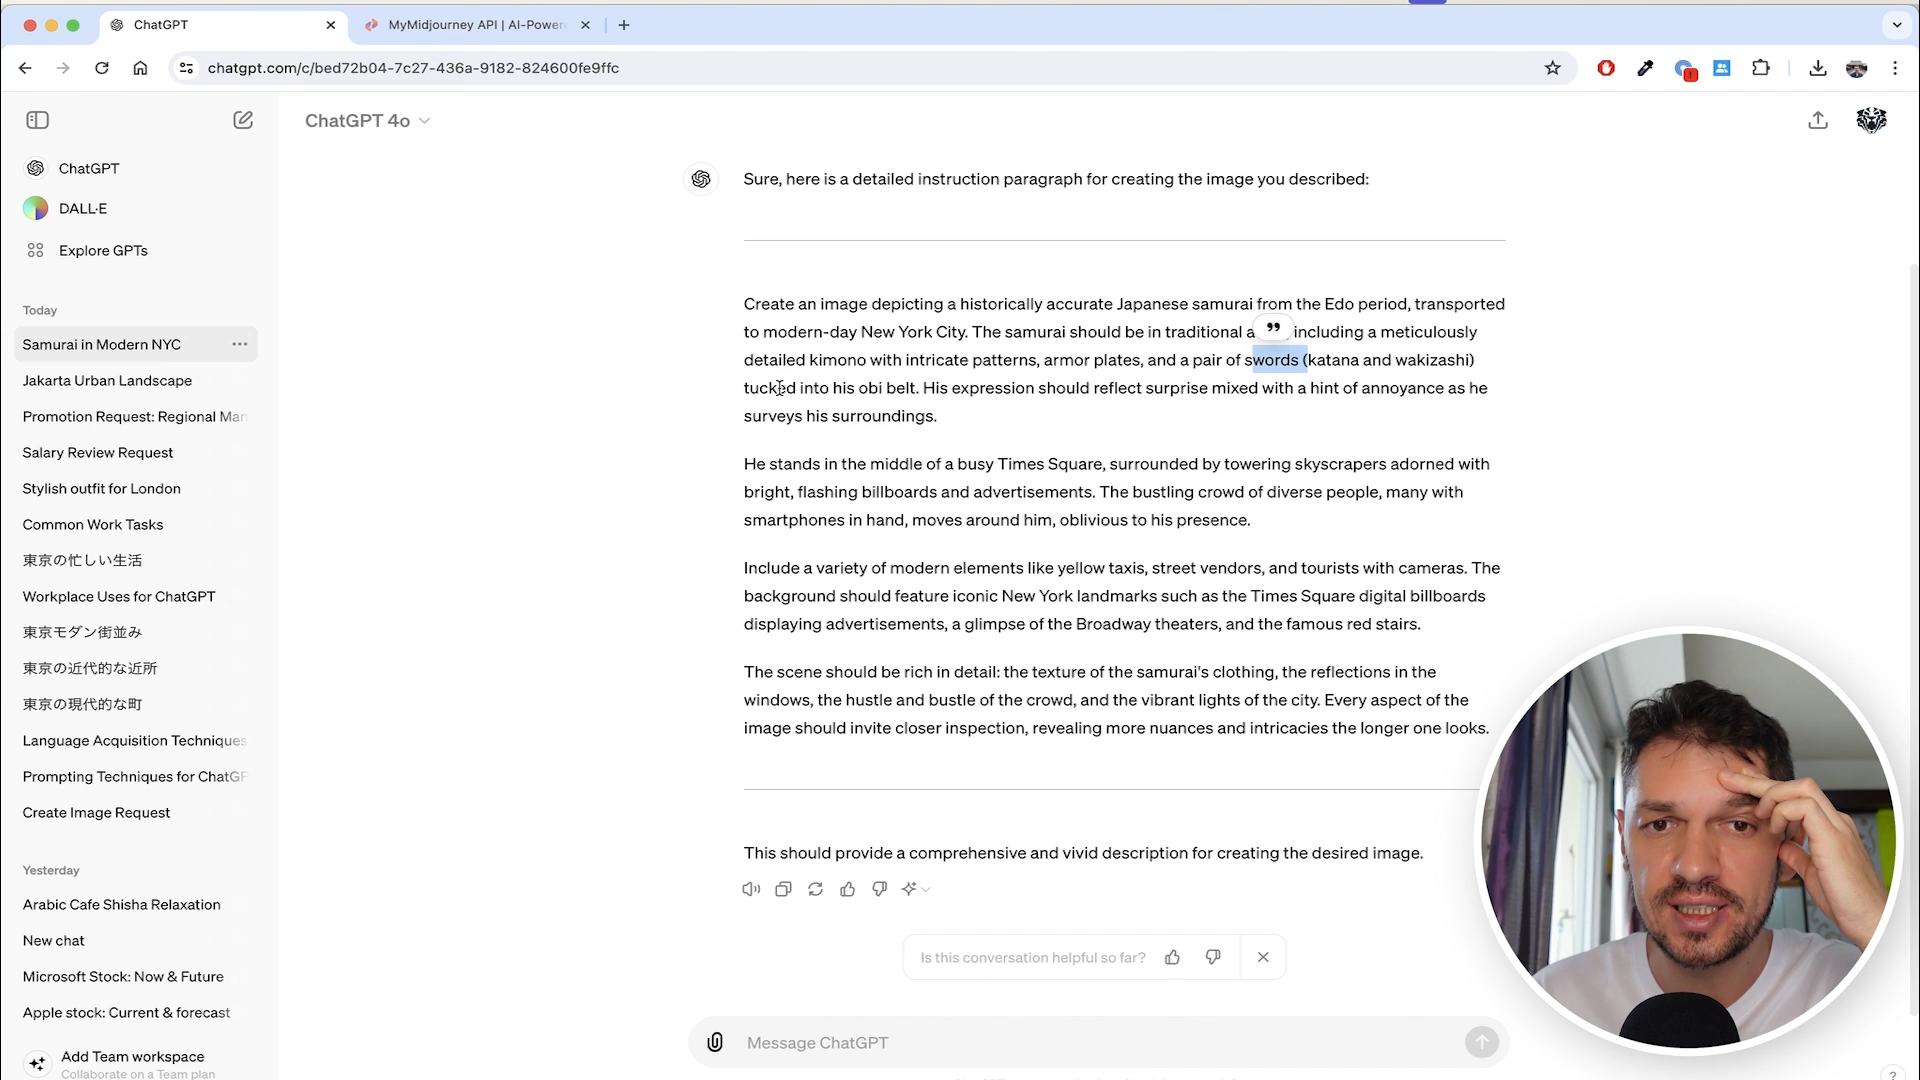 ChatGPT
MyMidjourney API | AI-Power
chatgpt.com/c/bed72b04-7c27-436a-9182-824600fe9ffc
ChatGPT 4o
ChatGPT
DALL·E
Explore GPTs
Today
Samurai in Modern NYC
Jakarta Urban Landscape
Promotion Request: Regional Man
Salary Review Request
Stylish outfit for London
Common Work Tasks
東京の忙しい生活
Workplace Uses for ChatGPT
東京モダン街並み
東京の近代的な近所
東京の現代的な町
Language Acquisition Techniques
Prompting Techniques for ChatGP
Create Image Request
Yesterday
Arabic Cafe Shisha Relaxation
New chat
Microsoft Stock: Now & Future
Apple stock: Current & forecast
Add Team workspace
Collaborate on a Team plan
Sure, here is a detailed instruction paragraph for creating the image you described:
Create an image depicting a historically accurate Japanese samurai from the Edo period, transported
to modern-day New York City. The samurai should be in traditional including a meticulously
detailed kimono with intricate patterns, armor plates, and a pair of swords (katana and wakizashi)
tucked into his obi belt. His expression should reflect surprise mixed with a hint of annoyance as he
surveys his surroundings.
He stands in the middle of a busy Times Square, surrounded by towering skyscrapers adorned with
bright, flashing billboards and advertisements. The bustling crowd of diverse people, many with
smartphones in hand, moves around him, oblivious to his presence.
Include a variety of modern elements like yellow taxis, street vendors, and tourists with cameras. The
background should feature iconic New York landmarks such as the Times Square digital billboards
displaying advertisements, a glimpse of the Broadway theaters, and the famous red stairs.
The scene should be rich in detail: the texture of the samurai's clothing, the reflections in the
windows, the hustle and bustle of the crowd, and the vibrant lights of the city. Every aspect of the
image should invite closer inspection, revealing more nuances and intricacies the longer one looks.
This should provide a comprehensive and vivid description for creating the desired image.
Is this conversation helpful so far?
Message ChatGPT
?